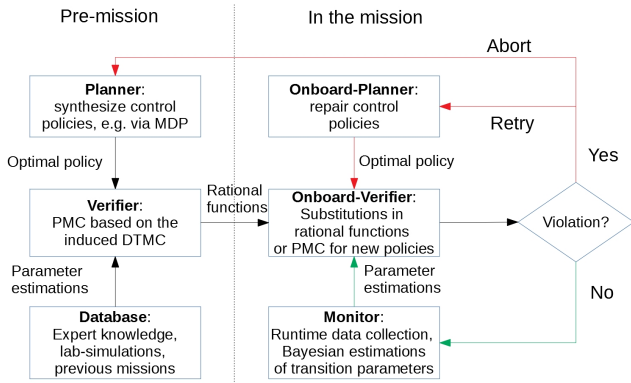 Pre-mission
In the mission
Abort
Planner:
synthesize control
policies, e.g. via MDP
Onboard-Planner:
repair control
policies
Retry
Optimal policy
Optimal policy
Yes
Verifier:
PMC based on the
induced DTMC
Rational
functions
Onboard-Verifier:
Substitutions in
rational functions
or PMC for new policies
Violation?
Parameter
estimations
Parameter
estimations
No
Database:
Expert knowledge,
lab-simulations,
previous missions
Monitor:
Runtime data collection,
Bayesian estimations
of transition parameters